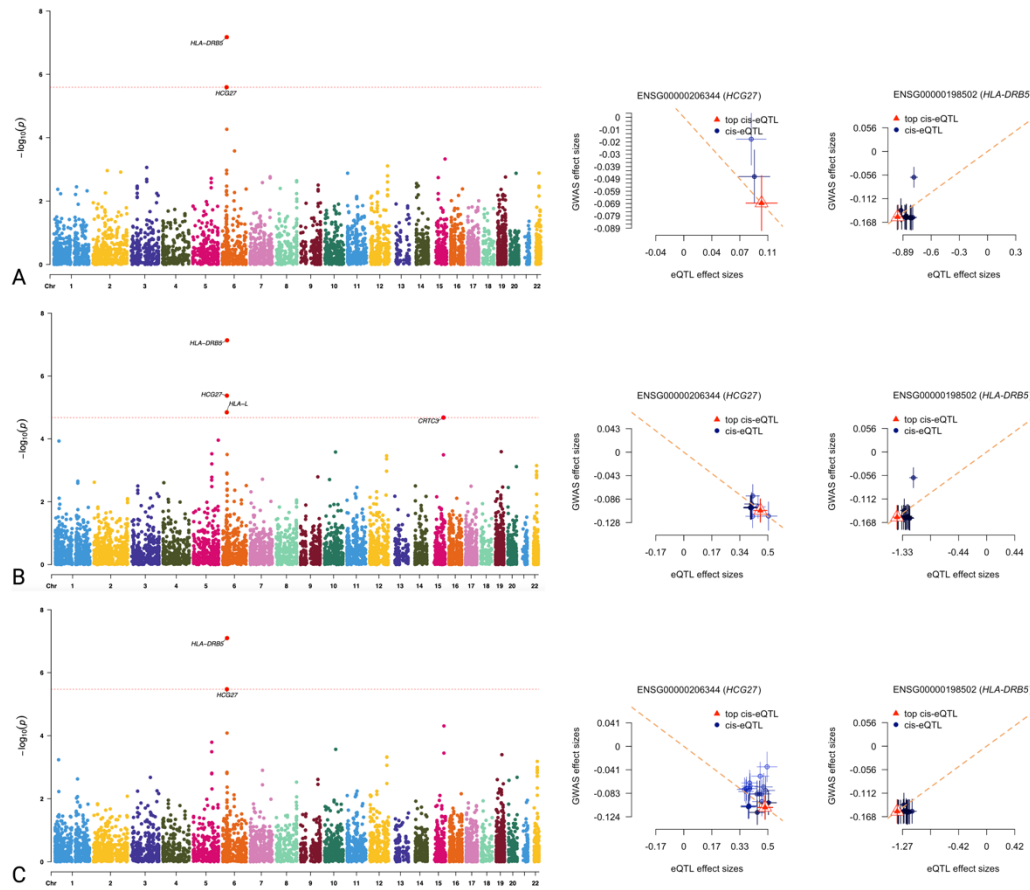 8
6
4
2
0
−log10(p)
HLA−DRB5
HCG27
Chr 1 2 3 4 5 6 7 8 9 10 11 12 13 14 15 16 17 18 19 20 22
A
ENSG00000206344 (HCG27)
top cis-eQTL
cis-eQTL
GWAS effect sizes
0
-0.01
-0.03
-0.049
-0.069
-0.079
-0.089
-0.04 0 0.04 0.07 0.11
eQTL effect sizes
ENSG00000198502 (HLA-DRB5
top cis-eQTL
cis-eQTL
GWAS effect sizes
0.056
0
-0.056
-0.112
-0.168
-0.89 -0.6 -0.3 0 0.3
eQTL effect sizes
8
6
4
2
0
−log10(p)
HLA−DRB5
HCG27
HLA−L
CRTC3
Chr 1 2 3 4 5 6 7 8 9 10 11 12 13 14 15 16 17 18 19 20 22
B
ENSG00000206344 (HCG27)
top cis-eQTL
cis-eQTL
GWAS effect sizes
0.043
0
-0.043
-0.086
-0.128
-0.17 0 0.17 0.34 0.5
eQTL effect sizes
ENSG00000198502 (HLA-DRB5
top cis-eQTL
cis-eQTL
GWAS effect sizes
0.056
0
-0.056
-0.112
-0.168
-1.33 -0.44 0 0.44
eQTL effect sizes
8
6
4
2
0
−log10(p)
HLA−DRB5
HCG27
Chr 1 2 3 4 5 6 7 8 9 10 11 12 13 14 15 16 17 18 19 20 22
C
ENSG00000206344 (HCG27)
top cis-eQTL
cis-eQTL
GWAS effect sizes
0.041
0
-0.041
-0.083
-0.124
-0.17 0 0.17 0.33 0.5
eQTL effect sizes
ENSG00000198502 (HLA-DRB5
top cis-eQTL
cis-eQTL
GWAS effect sizes
0.056
0
-0.056
-0.112
-0.168
-1.27 -0.42 0 0.42
eQTL effect sizes